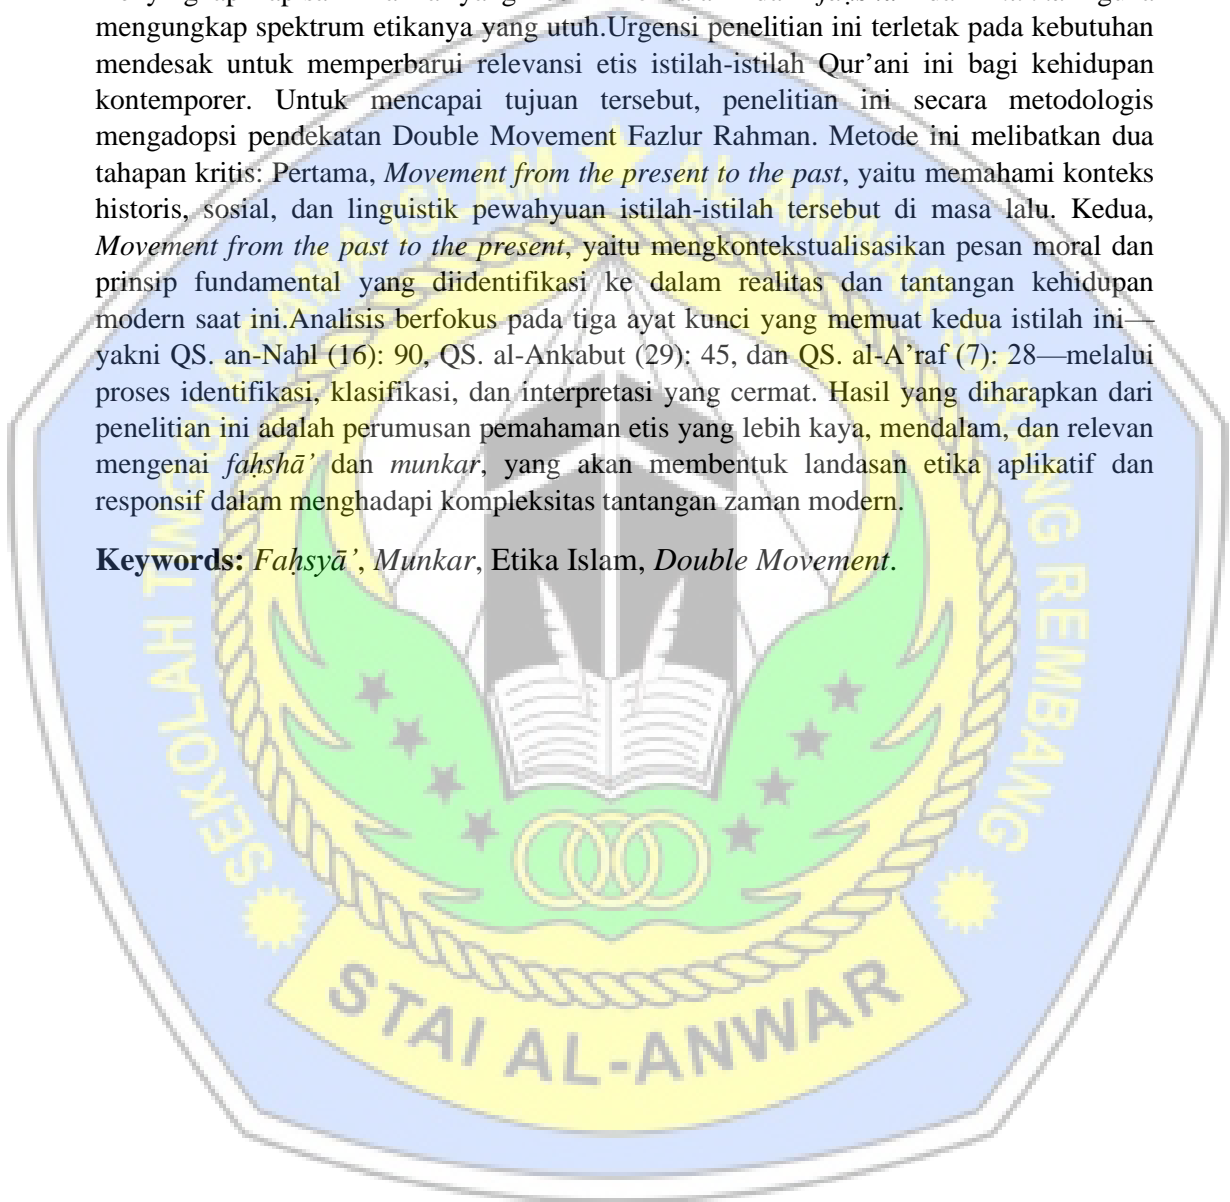 mengungkap spektrum etikanya yang utuh.Urgensi penelitian ini terletak pada kebutuhan
mendesak untuk memperbarui relevansi etis istilah-istilah Qur’ani ini bagi kehidupan
kontemporer. Untuk mencapai tujuan tersebut, penelitian ini secara metodologis
mengadopsi pendekatan Double Movement Fazlur Rahman. Metode ini melibatkan dua
tahapan kritis: Pertama, Movement from the present to the past, yaitu memahami konteks
historis, sosial, dan linguistik pewahyuan istilah-istilah tersebut di masa lalu. Kedua,
Movement from the past to the present, yaitu mengkontekstualisasikan pesan moral dan
prinsip fundamental yang diidentifikasi ke dalam realitas dan tantangan kehidupan
modern saat ini.Analisis berfokus pada tiga ayat kunci yang memuat kedua istilah ini—
yakni QS. an-Nahl (16): 90, QS. al-Ankabut (29): 45, dan QS. al-A’raf (7): 28—melalui
proses identifikasi, klasifikasi, dan interpretasi yang cermat. Hasil yang diharapkan dari
penelitian ini adalah perumusan pemahaman etis yang lebih kaya, mendalam, dan relevan
mengenai faḥshā’ dan munkar, yang akan membentuk landasan etika aplikatif dan
responsif dalam menghadapi kompleksitas tantangan zaman modern.
Keywords: Faḥsyā’, Munkar, Etika Islam, Double Movement.
SEKOLAH TINGGI AGAMA ISLAM ★ AL ANWAR SARANG REMBANG
STAI AL-ANWAR